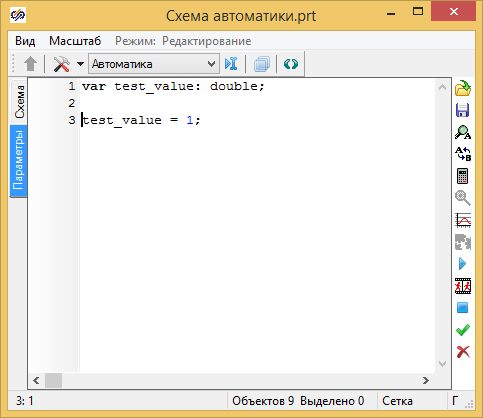 Схема автоматики.prt
Вид Масштаб Режим: Редактирование
Автоматика
Схема
Параметры
1 var test_value: double;
2
3 test_value = 1;
3: 1 Объектов 9 Выделено 0 Сетка Г